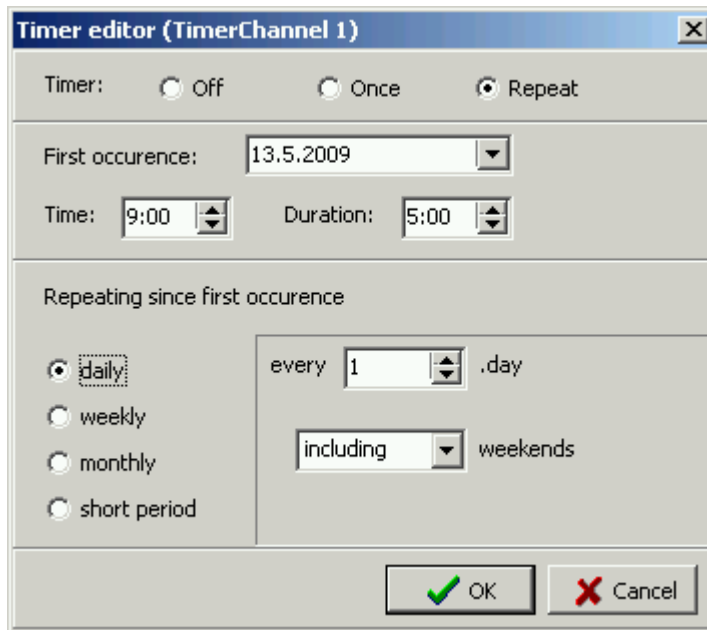 Timer editor (TimerChannel 1)
Timer: Off Once Repeat
First occurence: 13.5.2009
Time: 9:00 Duration: 5:00
Repeating since first occurence
daily every 1 .day
weekly
including weekends
monthly
short period
OK Cancel